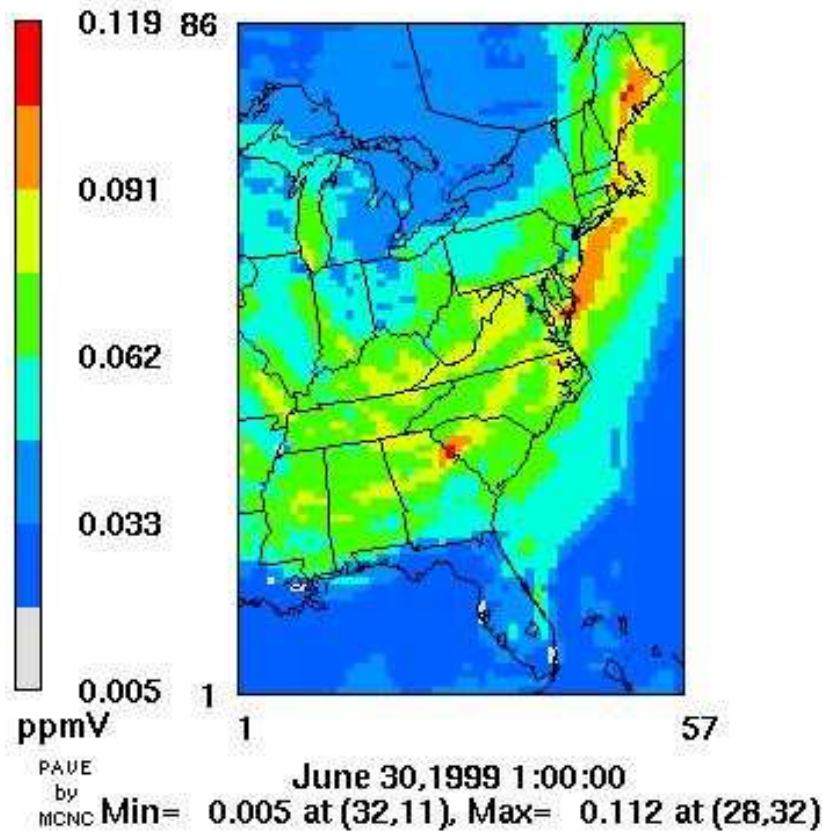 0.119 86
0.091
0.062
0.033
0.005 1
ppmV 1 57
PAVE
by
MCNC
June 30,1999 1:00:00
Min= 0.005 at (32,11), Max= 0.112 at (28,32)